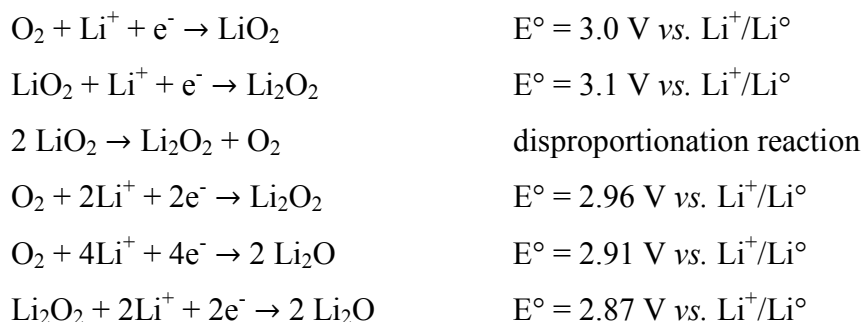 O₂ + Li⁺ + e⁻ → LiO₂ E° = 3.0 V vs. Li⁺/Li°
LiO₂ + Li⁺ + e⁻ → Li₂O₂ E° = 3.1 V vs. Li⁺/Li°
2 LiO₂ → Li₂O₂ + O₂ disproportionation reaction
O₂ + 2Li⁺ + 2e⁻ → Li₂O₂ E° = 2.96 V vs. Li⁺/Li°
O₂ + 4Li⁺ + 4e⁻ → 2 Li₂O E° = 2.91 V vs. Li⁺/Li°
Li₂O₂ + 2Li⁺ + 2e⁻ → 2 Li₂O E° = 2.87 V vs. Li⁺/Li°